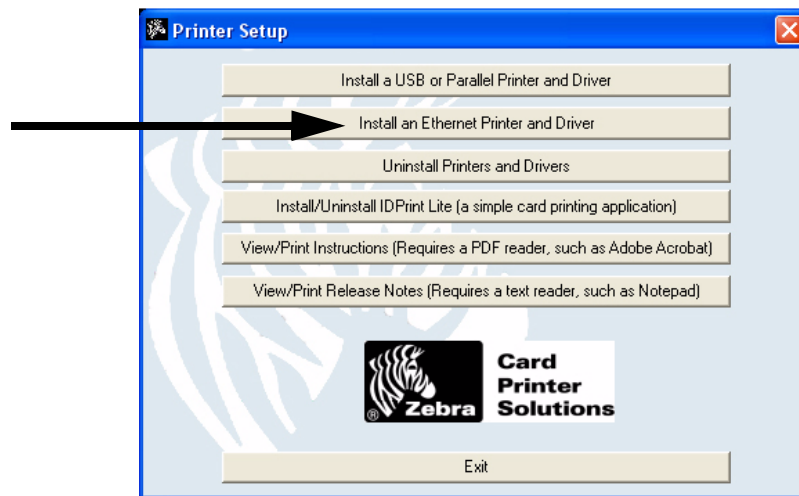 Printer Setup
Install a USB or Parallel Printer and Driver
Install an Ethernet Printer and Driver
Uninstall Printers and Drivers
Install/Uninstall IDPrint Lite (a simple card printing application)
View/Print Instructions (Requires a PDF reader, such as Adobe Acrobat)
View/Print Release Notes (Requires a text reader, such as Notepad)
® Zebra
Card
Printer
Solutions
Exit